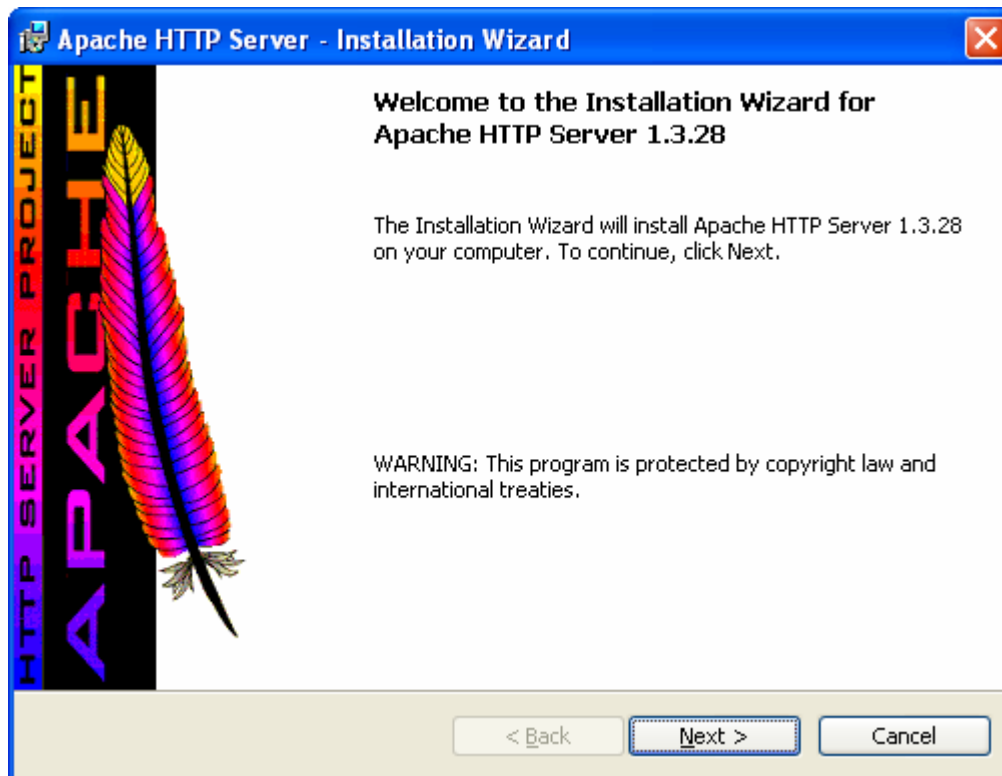 Apache HTTP Server - Installation Wizard
HTTP SERVER PROJECT
APACHE
Welcome to the Installation Wizard for
Apache HTTP Server 1.3.28
The Installation Wizard will install Apache HTTP Server 1.3.28
on your computer. To continue, click Next.
WARNING: This program is protected by copyright law and
international treaties.
< Back
Next >
Cancel